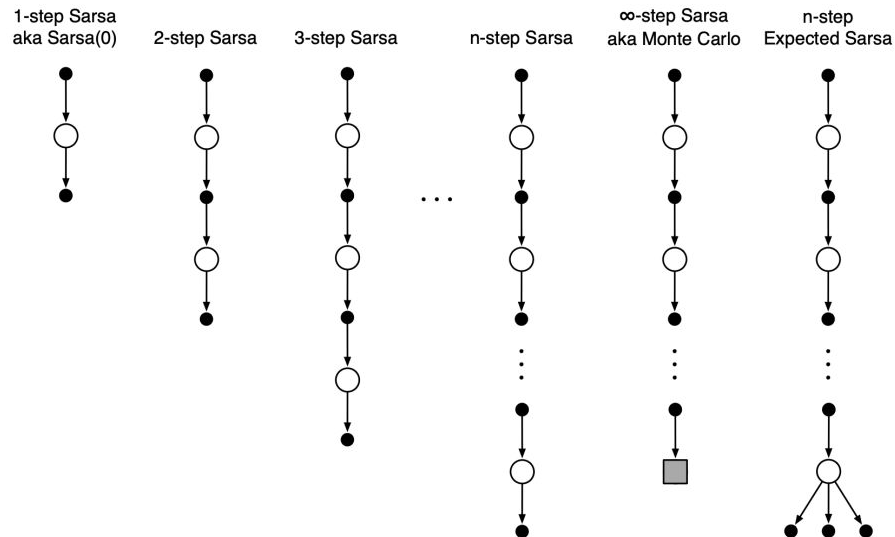 1-step Sarsa
aka Sarsa(0)
2-step Sarsa
3-step Sarsa
n-step Sarsa
∞-step Sarsa
aka Monte Carlo
n-step
Expected Sarsa